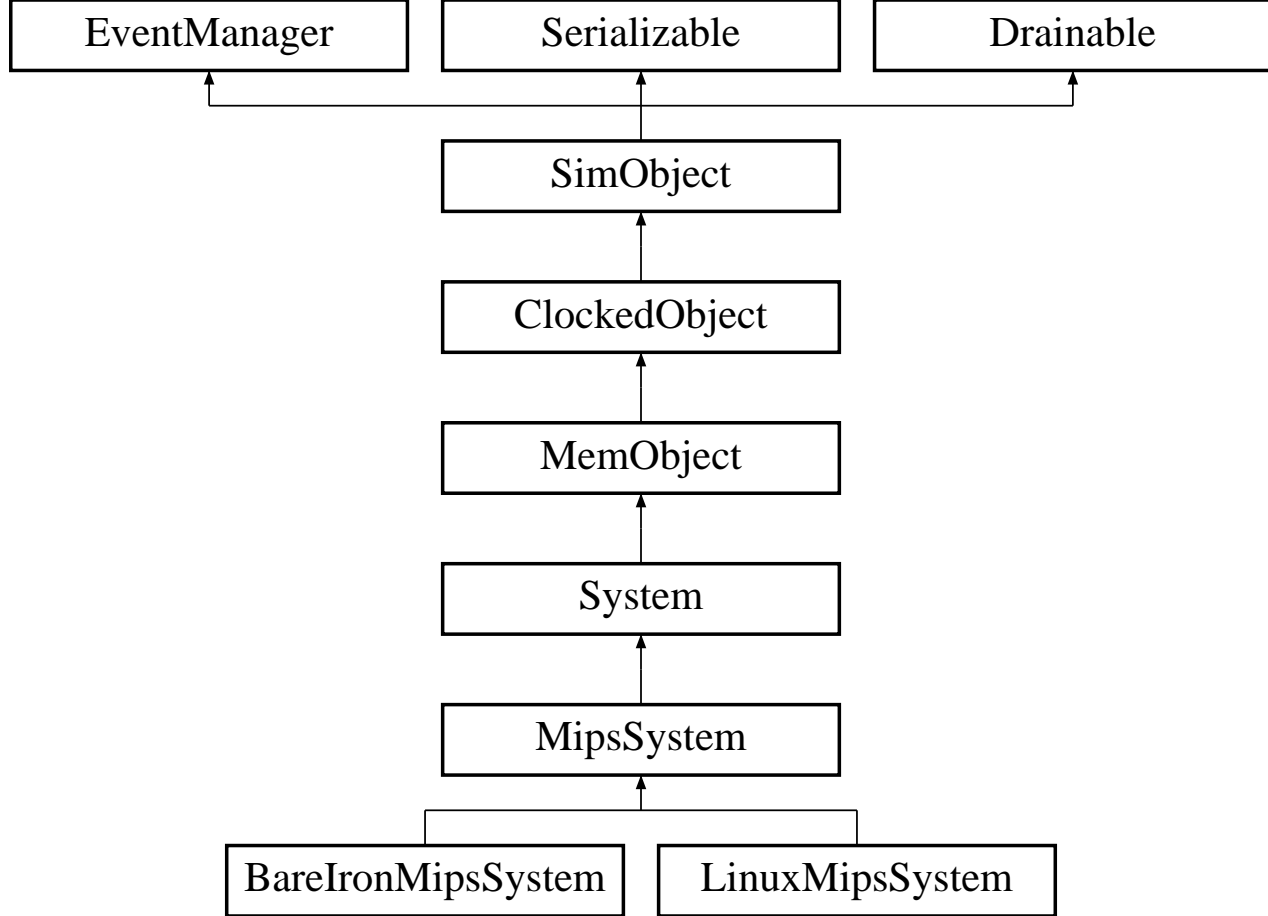 EventManager
Serializable
Drainable
SimObject
ClockedObject
MemObject
System
MipsSystem
BareIronMipsSystem
LinuxMipsSystem